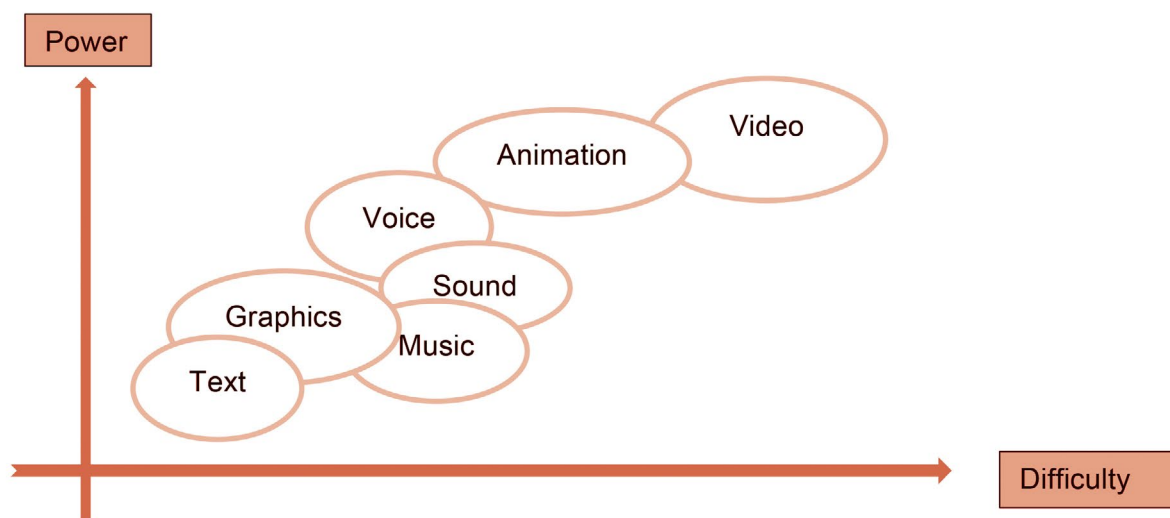 Power
Video
Animation
Voice
Sound
Graphics
Music
Text
Difficulty